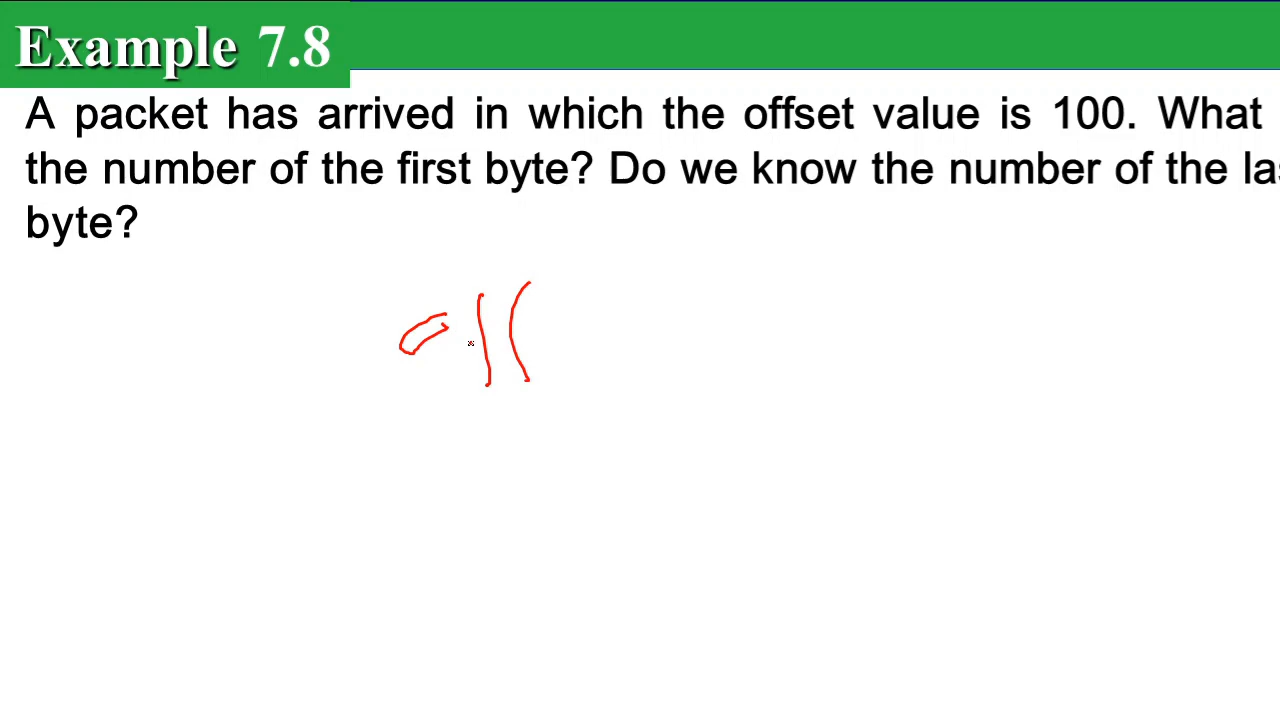 Example 7.8
A packet has arrived in which the offset value is 100. What
the number of the first byte? Do we know the number of the
byte?